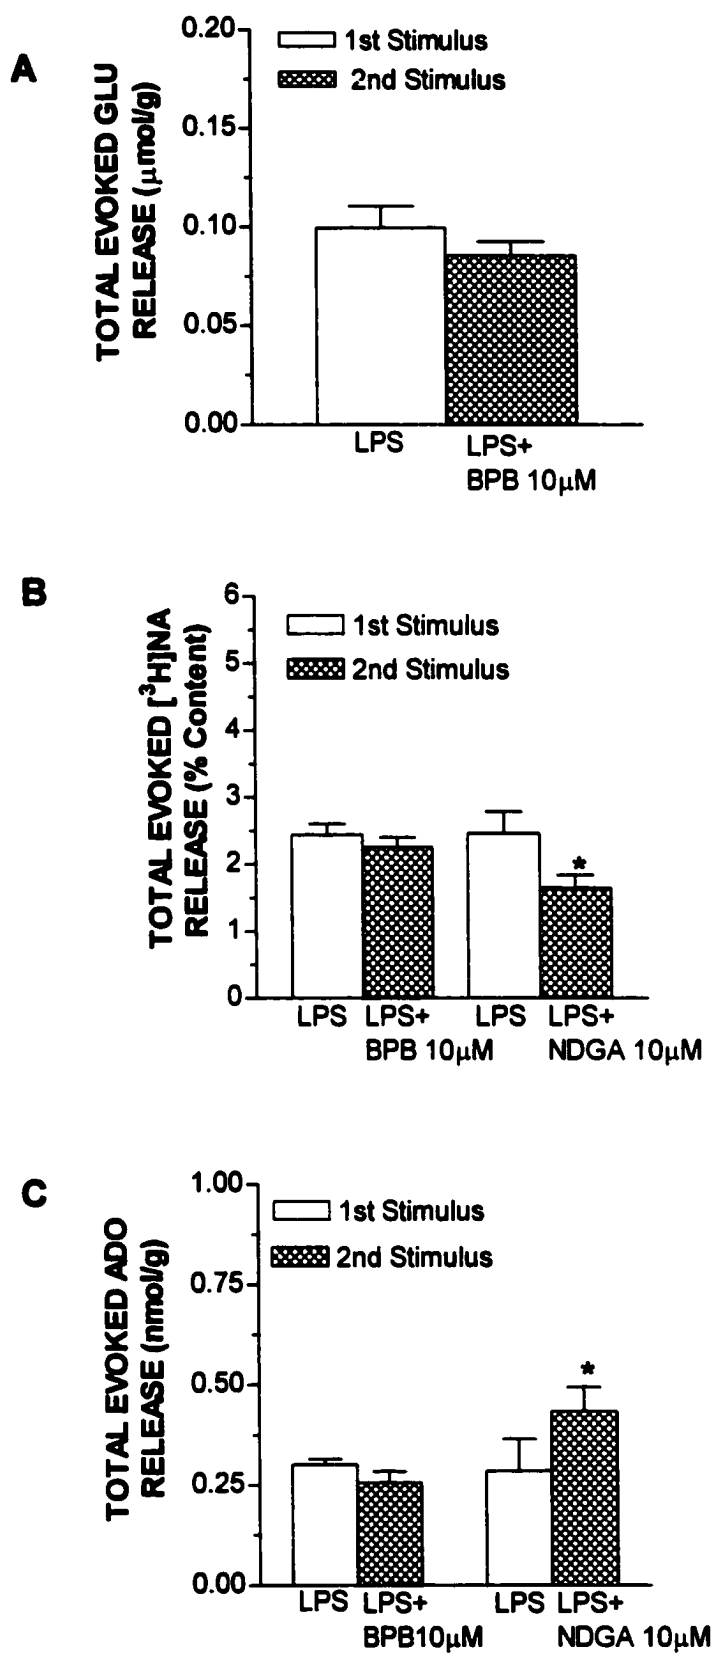 A
TOTAL EVOKED GLU
RELEASE (μmol/g)
0.20
0.15
0.10
0.05
0.00
1st Stimulus
2nd Stimulus
LPS
LPS+
BPB 10μM
B
TOTAL EVOKED [³H]NA
RELEASE (% Content)
6
5
4
3
2
1
0
1st Stimulus
2nd Stimulus
*
LPS LPS+ LPS LPS+
BPB 10μM NDGA 10μM
C
TOTAL EVOKED ADO
RELEASE (nmol/g)
1.00
0.75
0.50
0.25
0.00
1st Stimulus
2nd Stimulus
*
LPS LPS+ LPS LPS+
BPB10μM NDGA 10μM